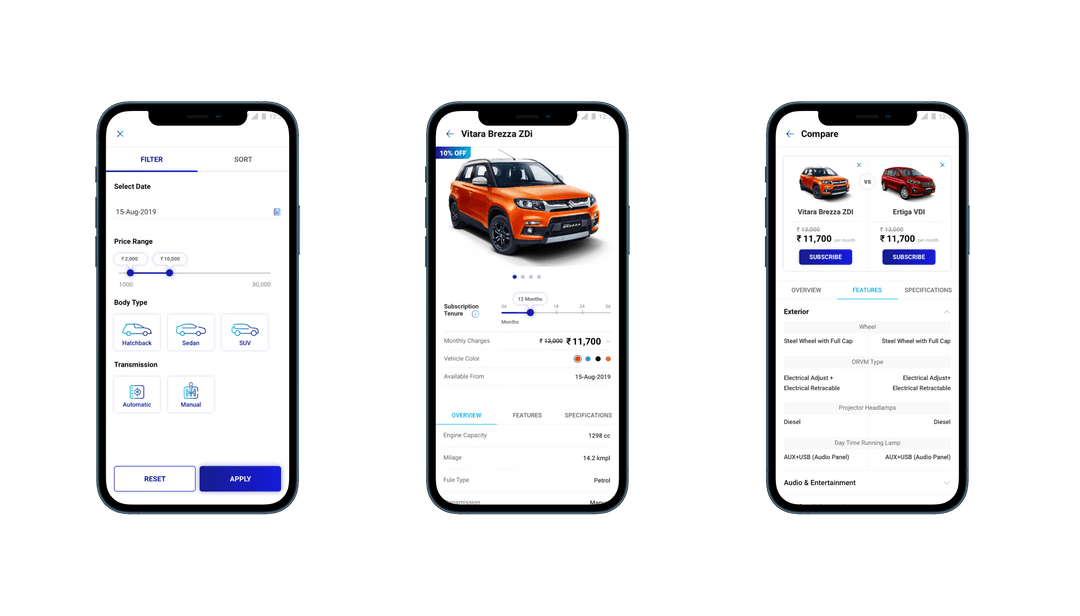 FILTER
SORT
Select Date
15-Aug-2019
Price Range
₹ 2,000
₹ 10,000
1000
30,000
Body Type
Hatchback
Sedan
SUV
Transmission
Automatic
Manual
RESET
APPLY
Vitara Brezza ZDi
10% OFF
12 Months
Subscription
Tenure
06
18
24
36
Months
Monthly Charges
₹ 13,000 ₹ 11,700
Vehicle Color
Available From
15-Aug-2019
OVERVIEW
FEATURES
SPECIFICATIONS
Engine Capacity
1298 cc
Milage
14.2 kmpl
Fule Type
Petrol
Compare
VS
Vitara Brezza ZDI
Ertiga VDI
₹ 13,000
₹ 13,000
₹ 11,700 per month
₹ 11,700 per month
SUBSCRIBE
SUBSCRIBE
OVERVIEW
FEATURES
SPECIFICATIONS
Exterior
Wheel
Steel Wheel with Full Cap
Steel Wheel with Full Cap
ORVM Type
Electrical Adjust +
Electrical Retracable
Electrical Adjust+
Electrical Retractable
Projector Headlamps
Diesel
Diesel
Day Time Running Lamp
AUX+USB (Audio Panel)
AUX+USB (Audio Panel)
Audio & Entertainment